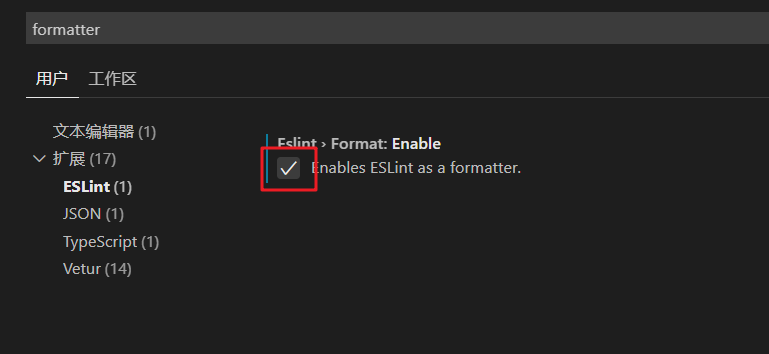 formatter
用户 工作区
文本编辑器 (1)
扩展 (17)
ESLint (1)
JSON (1)
TypeScript (1)
Vetur (14)
Eslint › Format: Enable
Enables ESLint as a formatter.